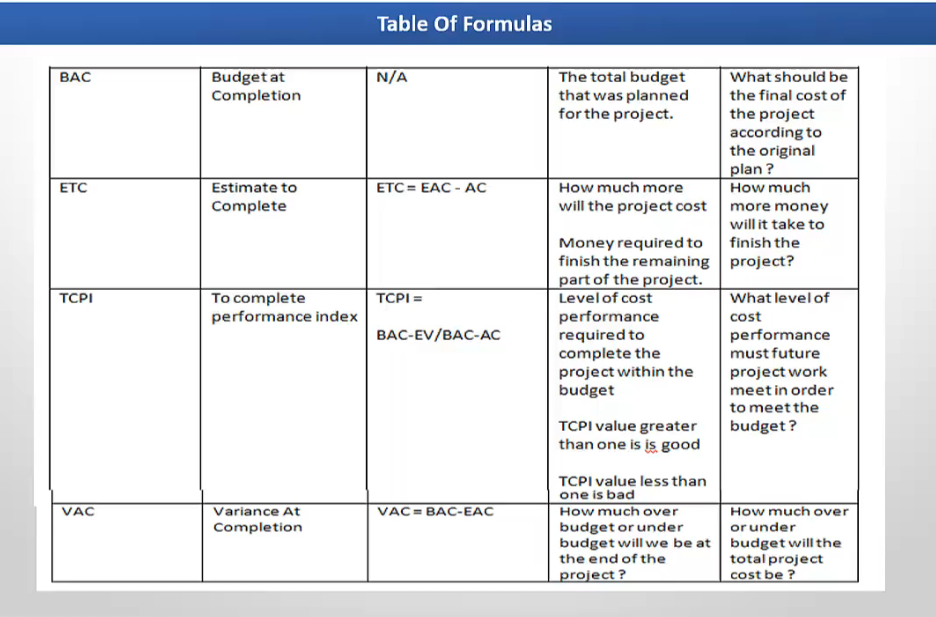 Table Of Formulas
BAC
Budget at
Completion
N/A
The total budget
that was planned
for the project.
What should be
the final cost of
the project
according to
the original
plan ?
ETC
Estimate to
Complete
ETC = EAC - AC
How much more
will the project cost
Money required to
finish the remaining
part of the project.
How much
more money
will it take to
finish the
project?
TCPI
To complete
performance index
TCPI =
BAC-EV/BAC-AC
Level of cost
performance
required to
complete the
project within the
budget
TCPI value greater
than one is is good
TCPI value less than
one is bad
What level of
cost
performance
must future
project work
meet in order
to meet the
budget ?
VAC
Variance At
Completion
VAC = BAC-EAC
How much over
budget or under
budget will we be at
the end of the
project ?
How much over
or under
budget will the
total project
cost be ?